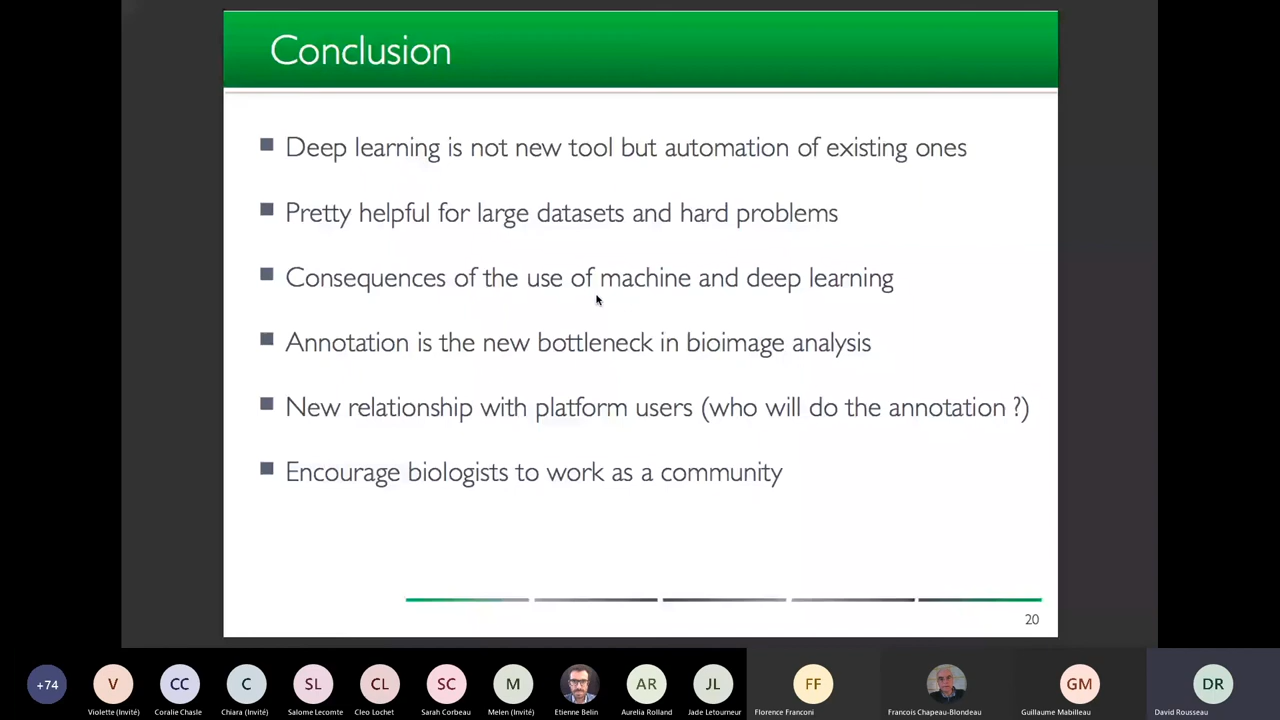 Conclusion
Deep learning is not new tool but automation of existing ones
Pretty helpful for large datasets and hard problems
Consequences of the use of machine and deep learning
Annotation is the new bottleneck in bioimage analysis
New relationship with platform users (who will do the annotation ?)
Encourage biologists to work as a community
20
+74 V CC C SL CL SC M AR JL FF GM DR
Violette (Invité) Coralie Chasle Chiara (Invité) Salome Lecomte Cleo Lochet Sarah Corbeau Melen (Invité) Etienne Belin Aurelia Rolland Jade Letourneur Florence Franconi Francois Chapeau-Blondeau Guillaume Mabilleau David Rousseau